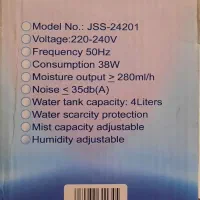 Model No.: JSS-24201
Voltage:220-240V
Frequency 50Hz
Consumption 38W
Moisture output ≥ 280ml/h
Noise ≤ 35db(A)
Water tank capacity: 4Liters
Water scarcity protection
Mist capacity adjustable
Humidity adjustable